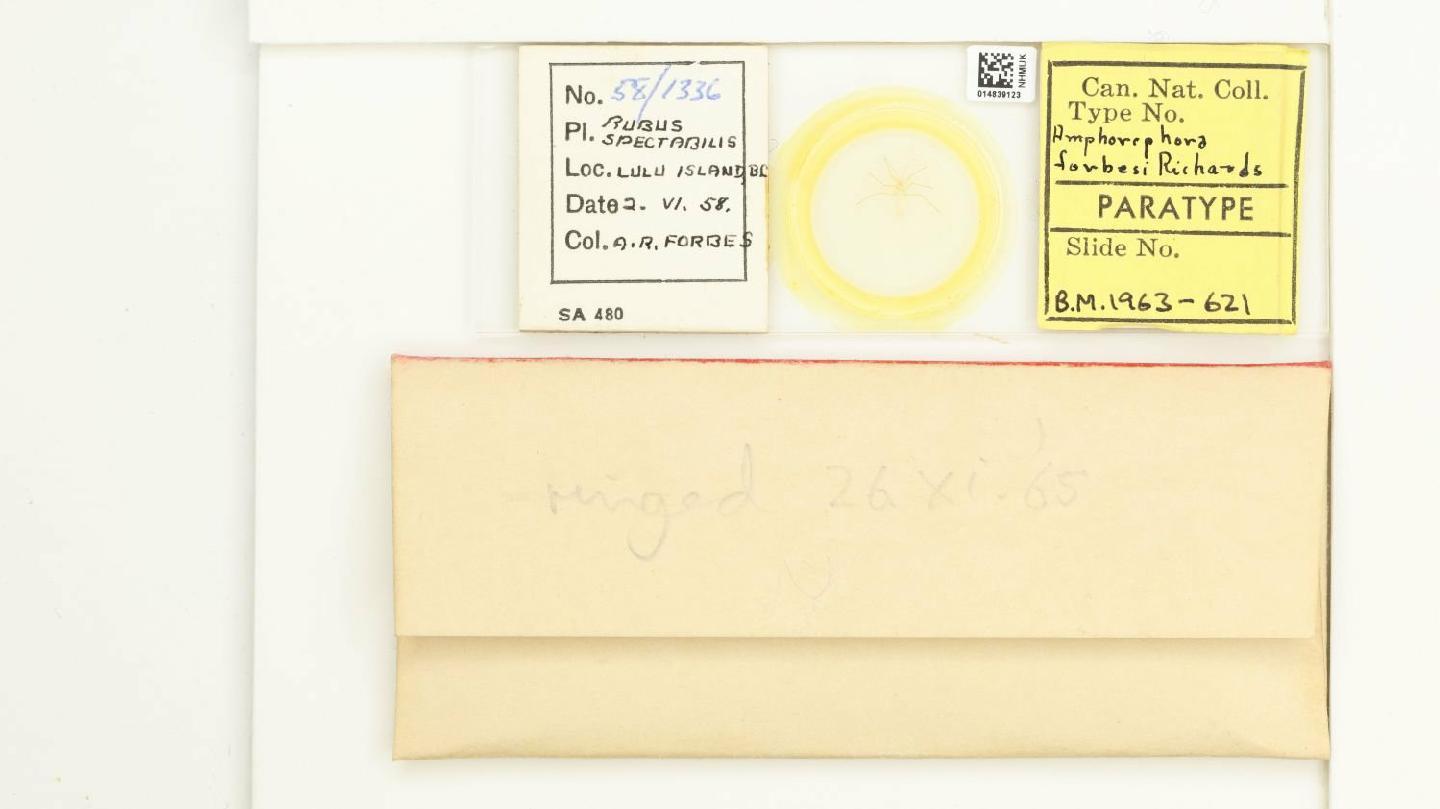 No. 58/1336
Pl. RUBUS
SPECTABILIS
Loc. LULU ISLAND, BC
Date 2. VI. 58.
Col. A.R. FORBES
SA 480
NHMUK
014839123
Can. Nat. Coll.
Type No.
Amphorophora
forbesi Richards
PARATYPE
Slide No.
B.M. 1963-621
-ringed 26 xi. 65